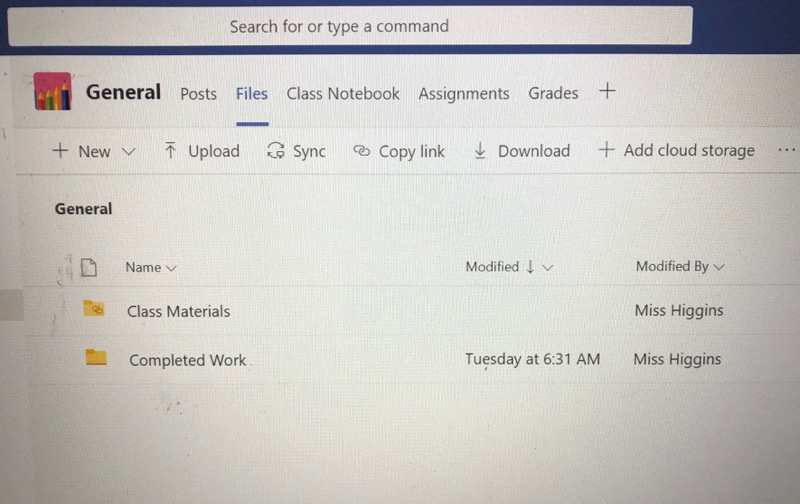 Search for or type a command
General Posts Files Class Notebook Assignments Grades
New Upload Sync Copy link Download Add cloud storage ...
General
Name Modified Modified By
Class Materials Miss Higgins
Completed Work Tuesday at 6:31 AM Miss Higgins